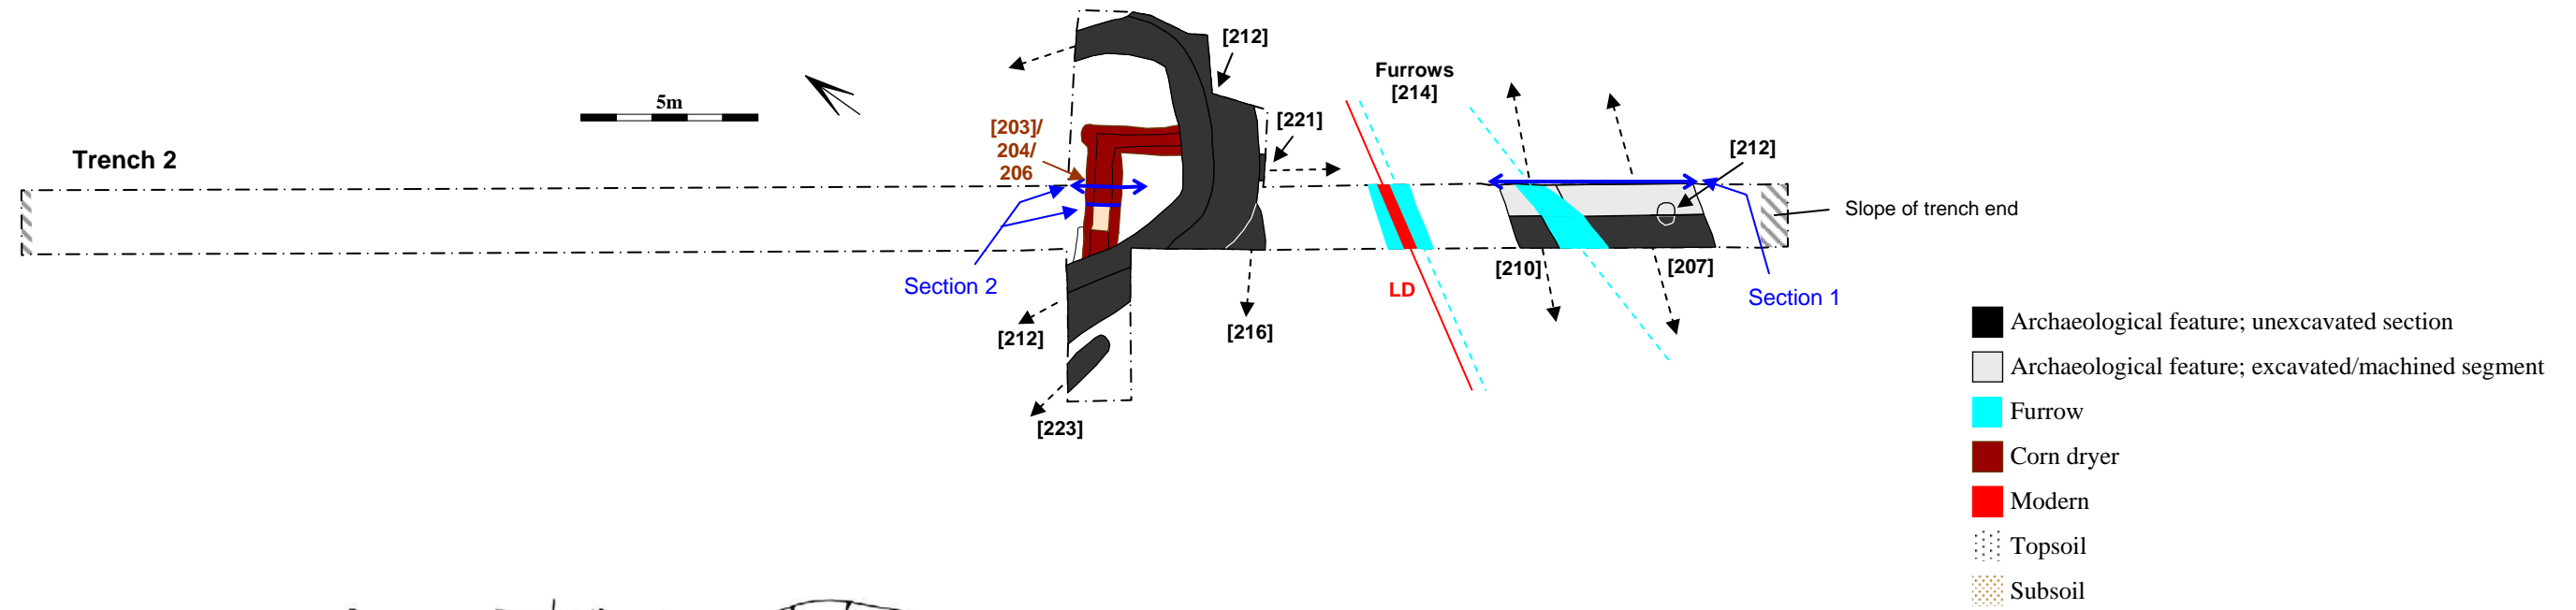 [212]
Furrows
[214]
5m
[203]/
204/
206
[221]
[212]
Trench 2
Slope of trench end
Section 2
[210]
[207]
LD
Section 1
[212]
[216]
[223]
Archaeological feature; unexcavated section
Archaeological feature; excavated/machined segment
Furrow
Corn dryer
Modern
Topsoil
Subsoil